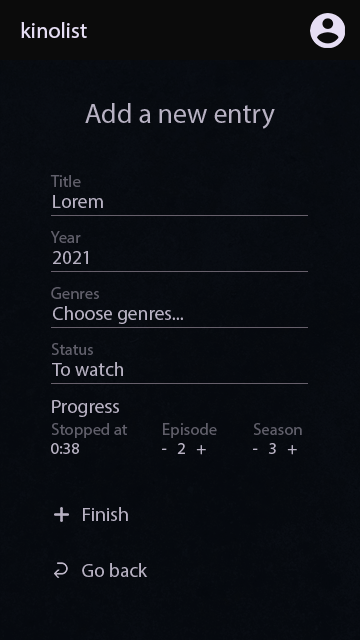 kinolist
Add a new entry
Title
Lorem
Year
2021
Genres
Choose genres...
Status
To watch
Progress
Stopped at Episode Season
0:38 - 2 + - 3 +
Finish
Go back